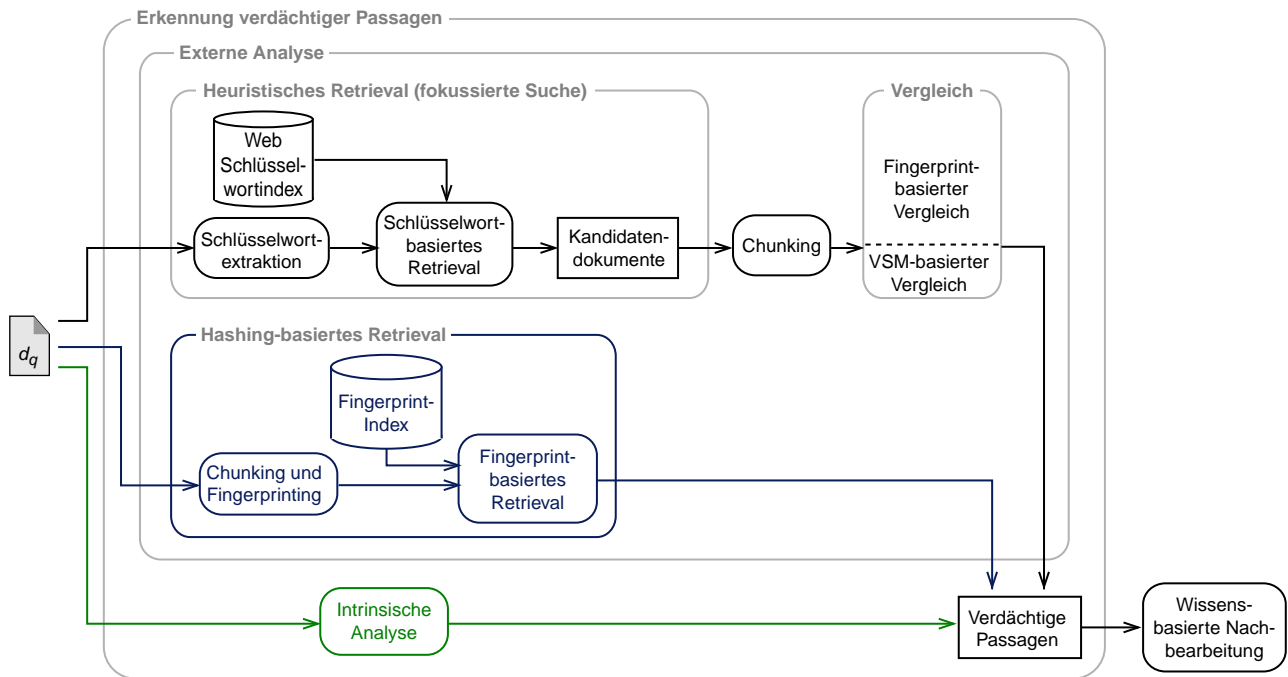 Erkennung verdächtiger Passagen
Externe Analyse
Heuristisches Retrieval (fokussierte Suche)
Vergleich
Web
Schlüssel-
wortindex
Schlüsselwort-
extraktion
Schlüsselwort-
basiertes
Retrieval
Kandidaten-
dokumente
Chunking
Fingerprint-
basierter
Vergleich
VSM-basierter
Vergleich
dq
Hashing-basiertes Retrieval
Fingerprint-
Index
Chunking und
Fingerprinting
Fingerprint-
basiertes
Retrieval
Intrinsische
Analyse
Verdächtige
Passagen
Wissens-
basierte Nach-
bearbeitung